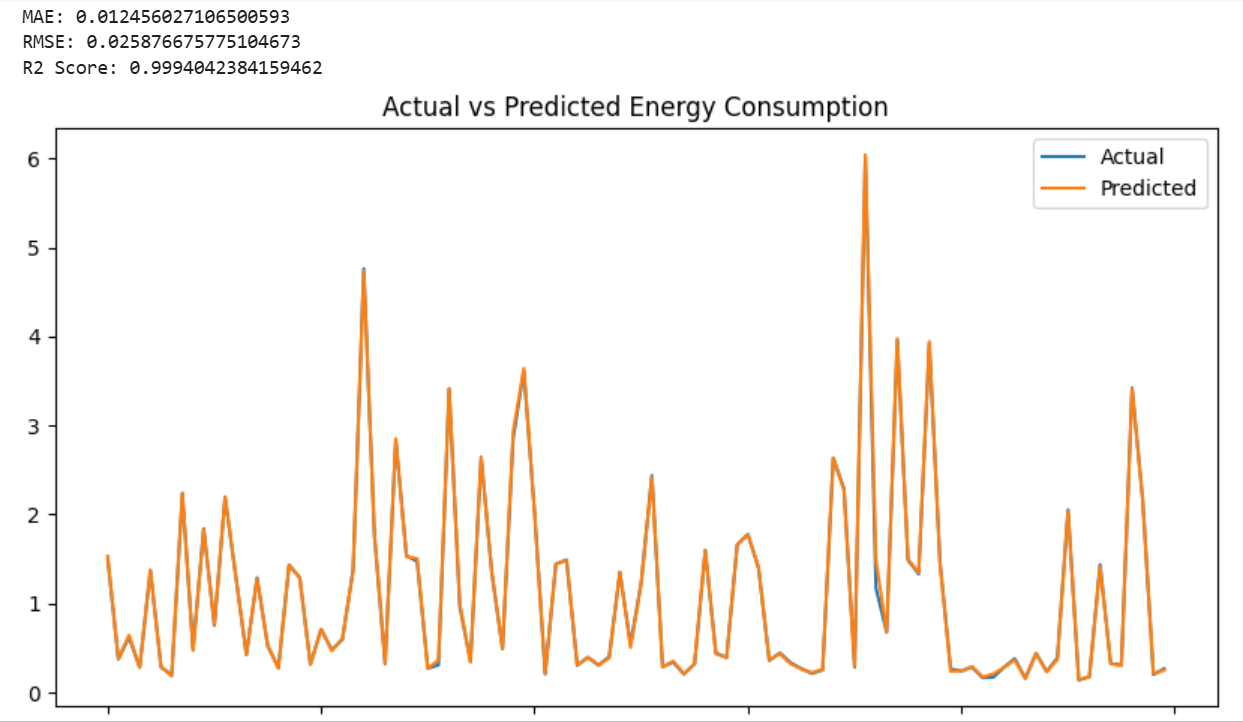 MAE: 0.012456027106500593
RMSE: 0.025876675775104673
R2 Score: 0.9994042384159462
Actual vs Predicted Energy Consumption
Actual
Predicted
6
5
4
3
2
1
0